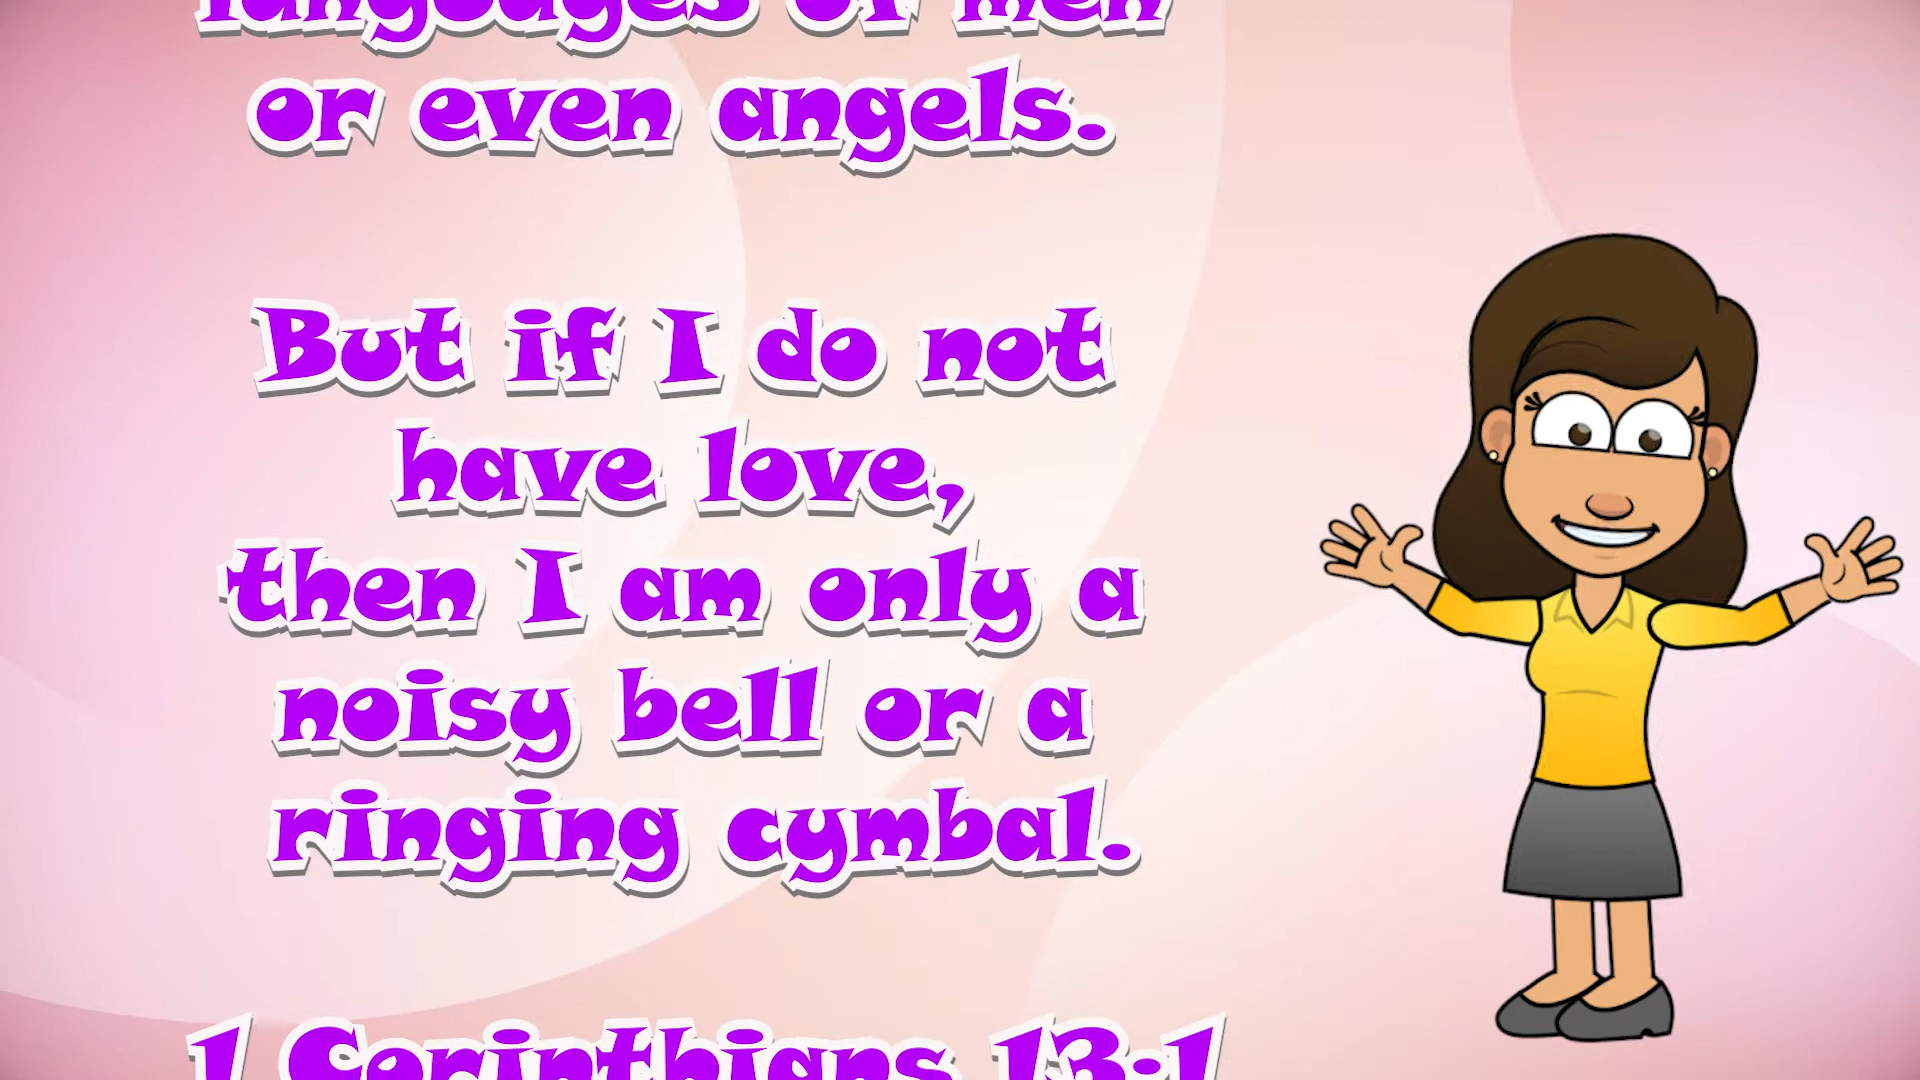 languages of men
or even angels.
But if I do not
have love,
then I am only a
noisy bell or a
ringing cymbal.
1 Corinthians 13:1